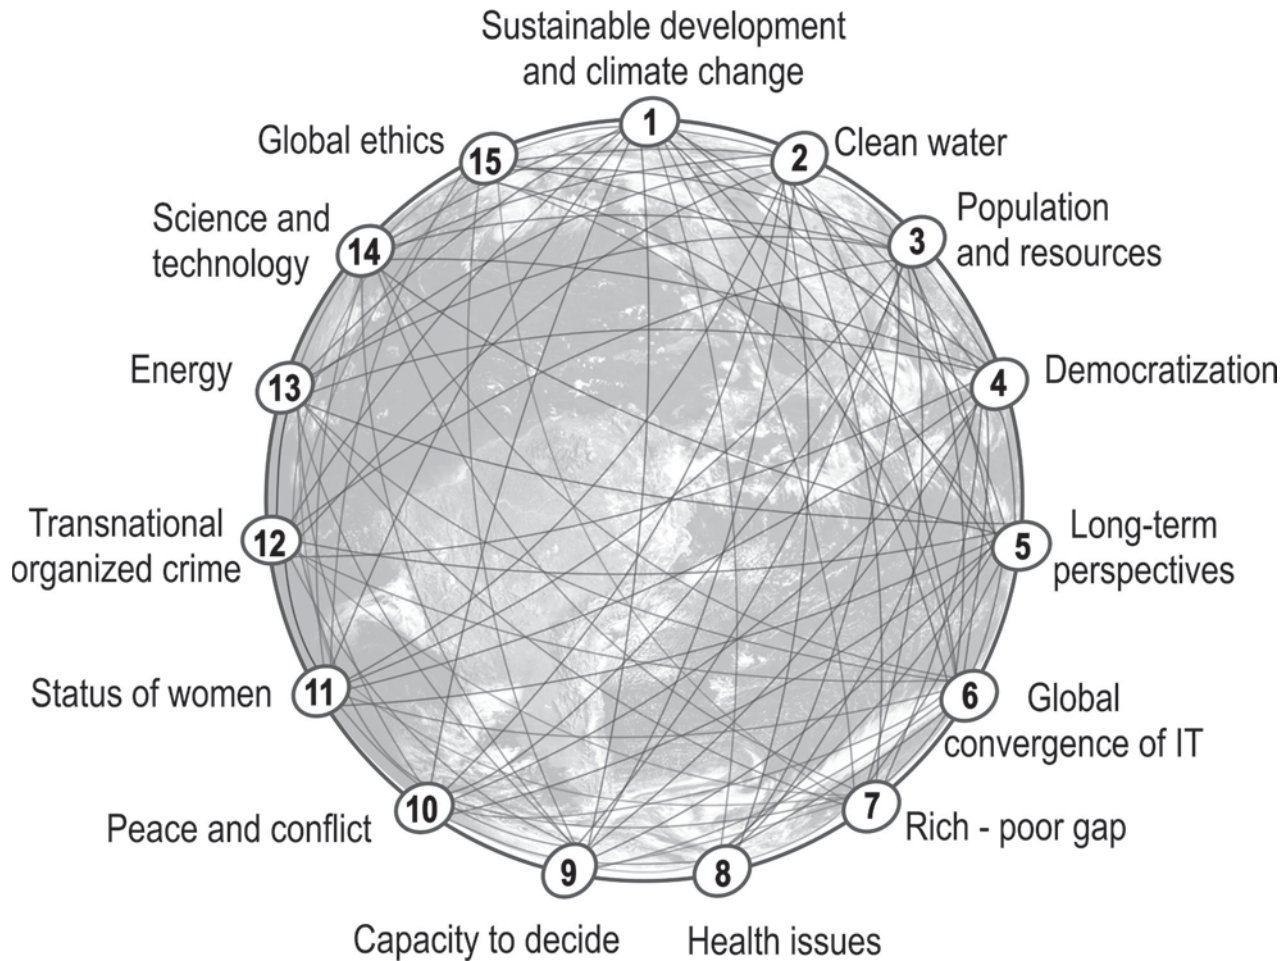 Sustainable development
and climate change
1
2
Clean water
3
Population
and resources
4
Democratization
5
Long-term
perspectives
6
Global
convergence of IT
7
Rich - poor gap
8
Health issues
9
Capacity to decide
10
Peace and conflict
11
Status of women
12
Transnational
organized crime
13
Energy
14
Science and
technology
15
Global ethics